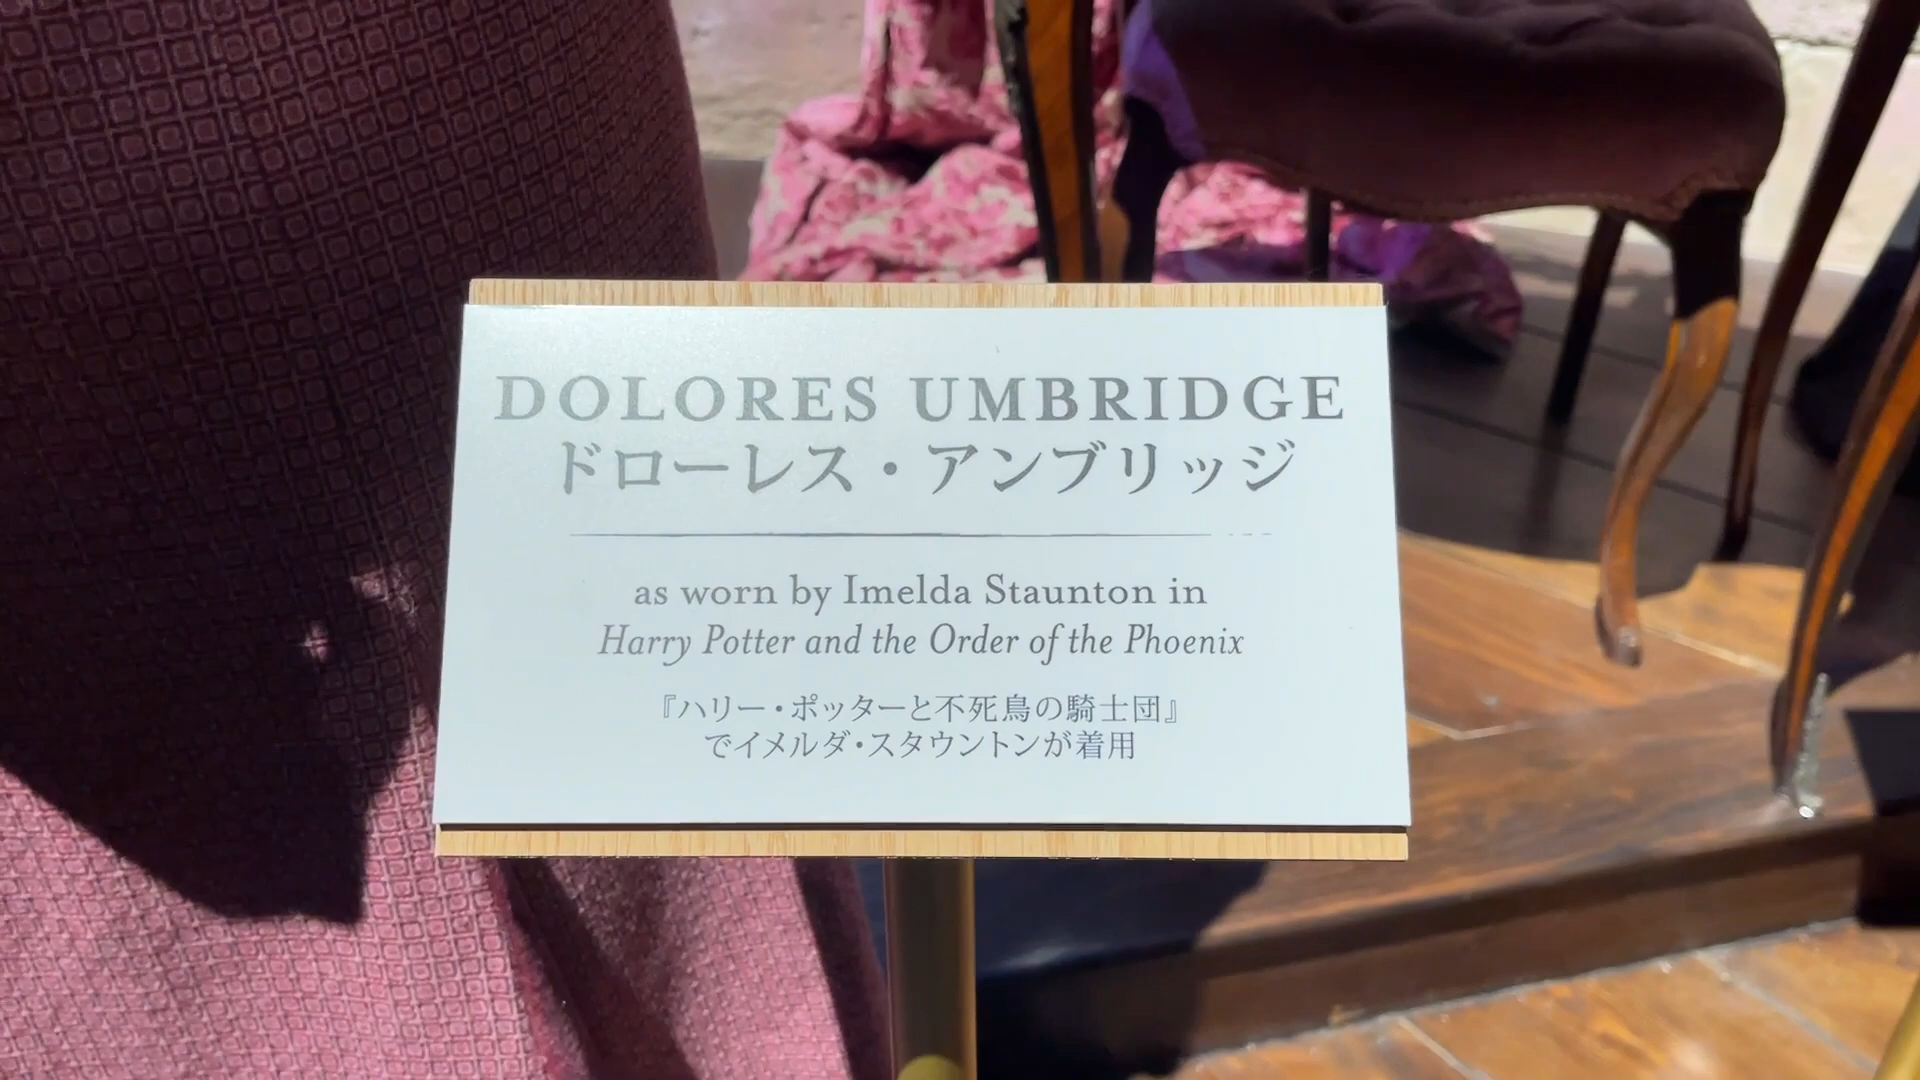 DOLORES UMBRIDGE
ドローレス・アンブリッジ
as worn by Imelda Staunton in
Harry Potter and the Order of the Phoenix
『ハリー・ポッターと不死鳥の騎士団』
でイメルダ・スタウントンが着用